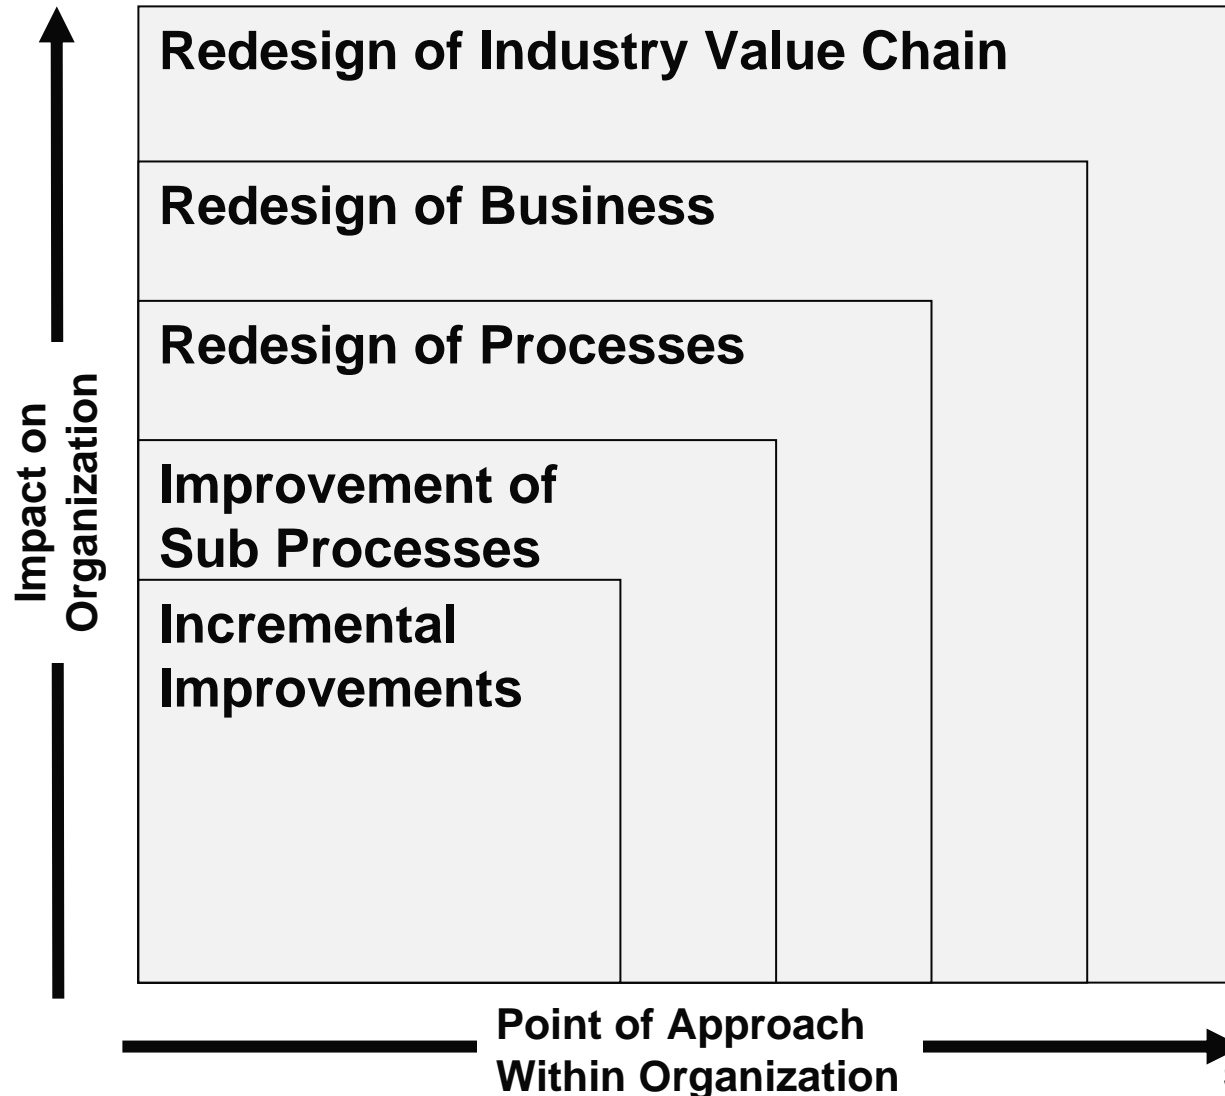 Redesign of Industry Value Chain
Redesign of Business
Redesign of Processes
Improvement of
Sub Processes
Incremental
Improvements
Impact on
Organization
Point of Approach
Within Organization